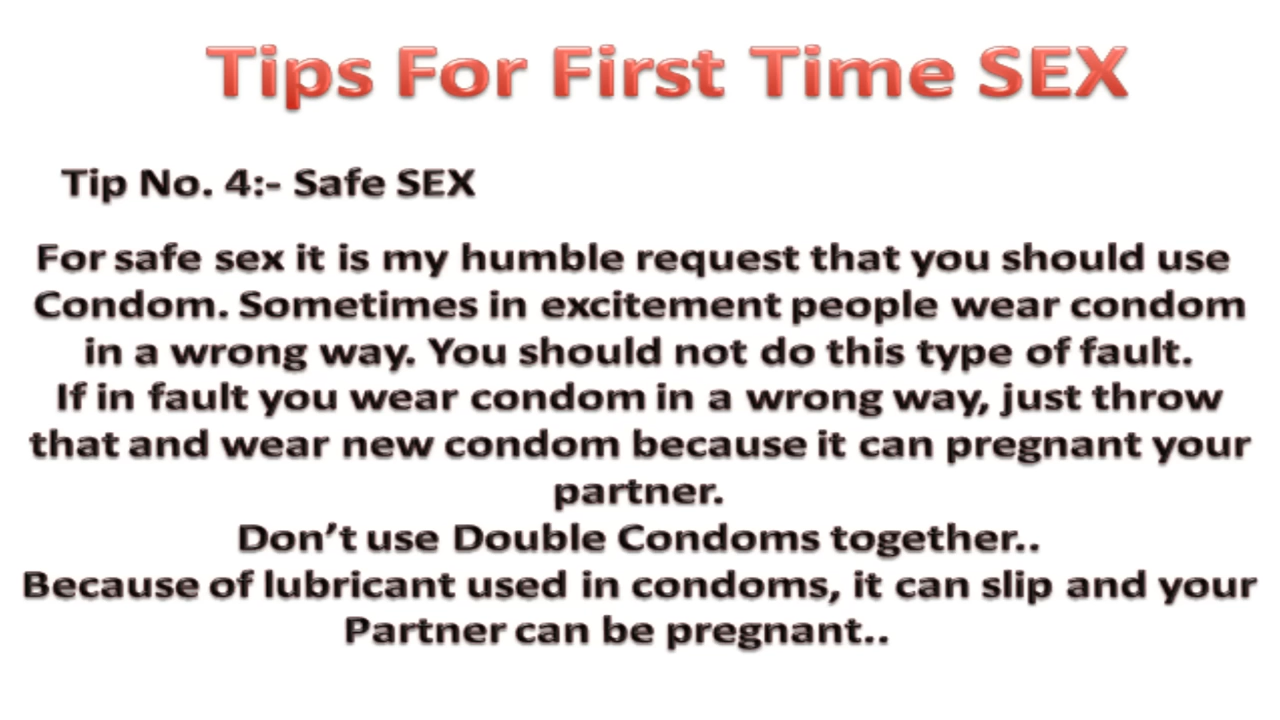 Tips For First Time SEX
Tip No. 4:- Safe SEX
For safe sex it is my humble request that you should use
Condom. Sometimes in excitement people wear condom
in a wrong way. You should not do this type of fault.
If in fault you wear condom in a wrong way, just throw
that and wear new condom because it can pregnant your
partner.
Don’t use Double Condoms together..
Because of lubricant used in condoms, it can slip and your
Partner can be pregnant..